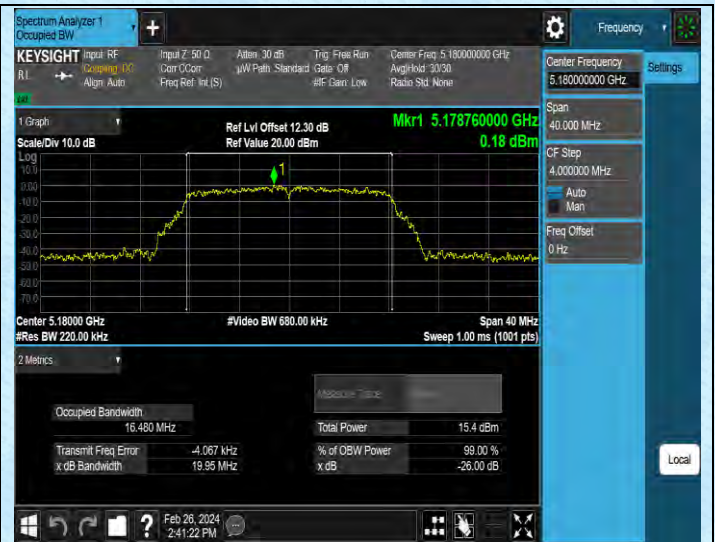 Spectrum Analyzer 1
Occupied BW
+
Frequency
KEYSIGHT Input: RF
RL
Coupling: DC
Align: Auto
Input Z: 50 Ω
Corr CCorr
Freq Ref: Int (S)
Atten: 30 dB
µW Path: Standard
Trig: Free Run
Gate: Off
#IF Gain: Low
Center Freq: 5.180000000 GHz
Avg|Hold: 30/30
Radio Std: None
1 Graph
Scale/Div 10.0 dB
Ref Lvl Offset 12.30 dB
Ref Value 20.00 dBm
Mkr1 5.178760000 GHz
0.18 dBm
Log
10.0
0.00
-10.0
-20.0
-30.0
-40.0
-50.0
-60.0
-70.0
1
Center 5.18000 GHz
#Res BW 220.00 kHz
#Video BW 680.00 kHz
Span 40 MHz
Sweep 1.00 ms (1001 pts)
2 Metrics
Measure Trace
Occupied Bandwidth
16.480 MHz
Total Power
15.4 dBm
Transmit Freq Error
-4.067 kHz
% of OBW Power
99.00 %
x dB Bandwidth
19.95 MHz
x dB
-26.00 dB
Center Frequency
5.180000000 GHz
Settings
Span
40.000 MHz
CF Step
4.000000 MHz
Auto
Man
Freq Offset
0 Hz
Local
?
Feb 26, 2024
2:41:22 PM